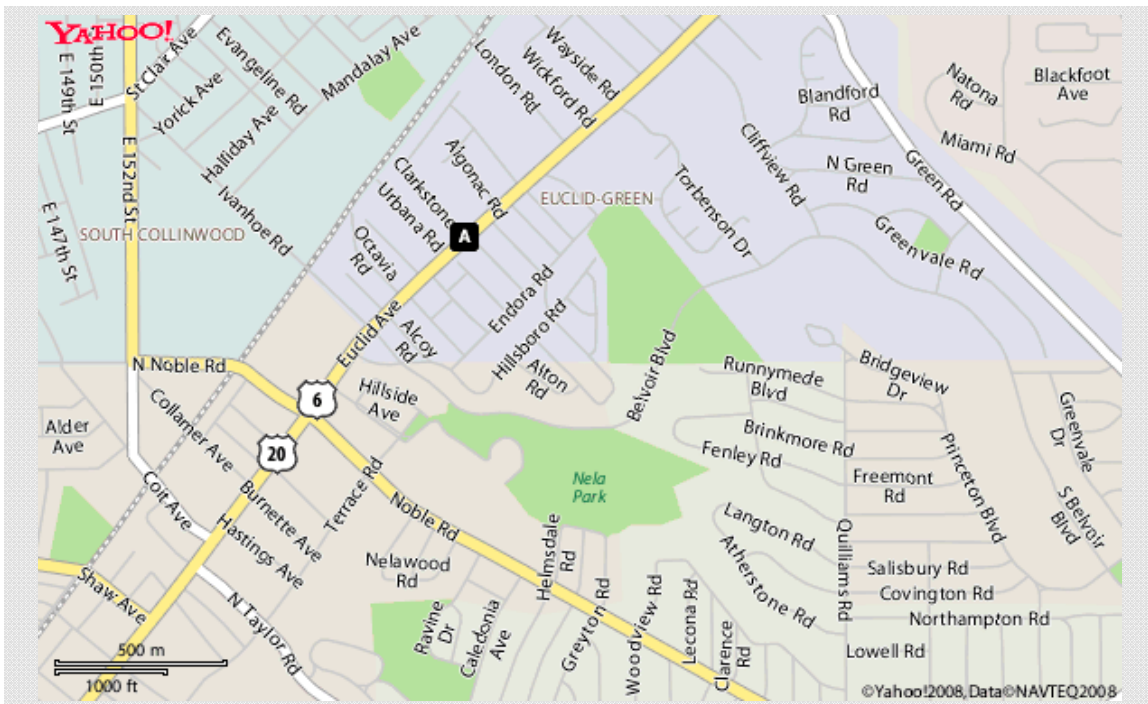 YAHOO!
E 149th St
E 150th
St Clair Ave
Yorick Ave
Evangeline Rd
Mandalay Ave
Halliday Ave
Ivanhoe Rd
E 152nd St
E 147th St
SOUTH COLLINWOOD
London Rd
Wickford Rd
Wayside Rd
Algonac Rd
Clarkstone
Urbana Rd
Octavia
Rd
A
EUCLID-GREEN
Blandford
Rd
N Green
Rd
Cliffview Rd
Torbenson Dr
Green Rd
Greenvale Rd
Natona
Rd
Blackfoot
Ave
Miami Rd
Euclid Ave
Alcoy
Rd
Endora Rd
Hillsboro Rd
Alton
Rd
Belvoir Blvd
N Noble Rd
Hillside
Ave
6
20
Alder
Ave
Collamer Ave
Burnette Ave
Hastings Ave
Coit Ave
Terrace Rd
Noble Rd
Nela
Park
Runnymede
Blvd
Brinkmore Rd
Fenley Rd
Bridgeview
Dr
Princeton Blvd
Greenvale
Dr
S Belvoir
Blvd
Freemont
Rd
Langton Rd
Atherstone Rd
Quilliams Rd
Salisbury Rd
Covington Rd
Northampton Rd
Lowell Rd
Shaw Ave
N Taylor Rd
Nelawood
Rd
Ravine
Dr
Caledonia
Ave
Helmsdale
Rd
Greyton Rd
Woodview Rd
Lecona Rd
Clarence
Rd
500 m
1000 ft
©Yahoo!2008, Data©NAVTEQ2008